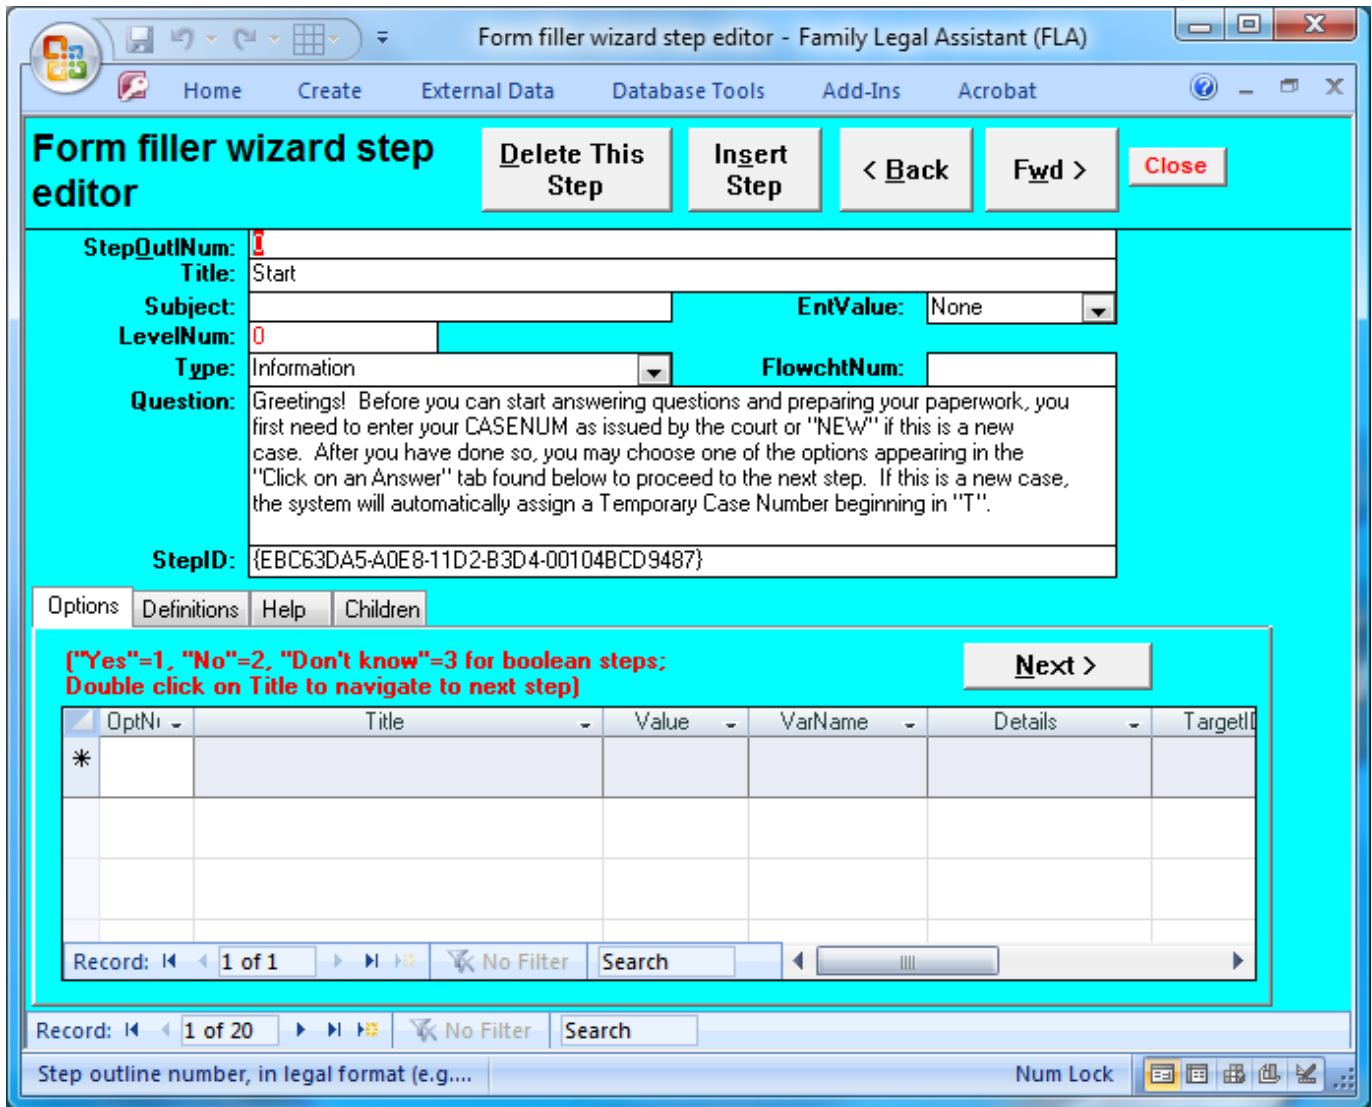 Form filler wizard step editor - Family Legal Assistant (FLA)
Home Create External Data Database Tools Add-Ins Acrobat
Form filler wizard step
editor
Delete This
Step
Insert
Step
< Back
Fwd >
Close
StepOutlNum:
Title: Start
Subject: EntValue: None
LevelNum: 0
Type: Information FlowchtNum:
Question: Greetings! Before you can start answering questions and preparing your paperwork, you
first need to enter your CASENUM as issued by the court or "NEW" if this is a new
case. After you have done so, you may choose one of the options appearing in the
"Click on an Answer" tab found below to proceed to the next step. If this is a new case,
the system will automatically assign a Temporary Case Number beginning in "T".
StepID: {EBC63DA5-A0E8-11D2-B3D4-00104BCD9487}
Options Definitions Help Children
("Yes"=1, "No"=2, "Don't know"=3 for boolean steps;
Double click on Title to navigate to next step)
Next >
OptNu Title Value VarName Details TargetID
Record: 1 of 1 No Filter Search
Record: 1 of 20 No Filter Search
Step outline number, in legal format (e.g.... Num Lock